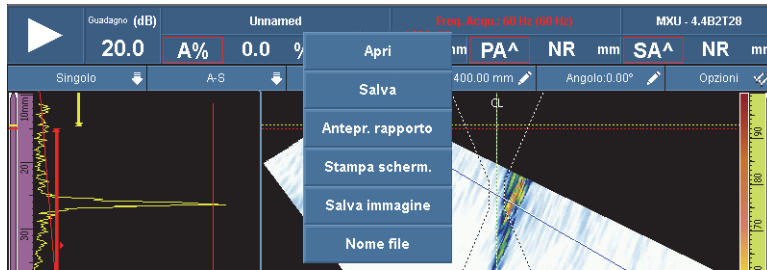 Guadagno (dB) Unnamed Freq. Acqu.: 60 Hz (60 Hz) MXU - 4.4B2T28
20.0 A% 0.0 % mm PA^ NR mm SA^ NR mm
Singolo A-S 400.00 mm Angolo:0.00° Opzioni
Apri
Salva
Antepr. rapporto
Stampa scherm.
Salva immagine
Nome file
CL
10mm
20
30
90
80
70